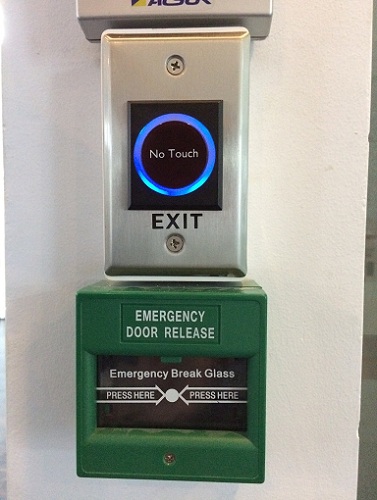 No Touch
EXIT
EMERGENCY
DOOR RELEASE
Emergency Break Glass
PRESS HERE PRESS HERE